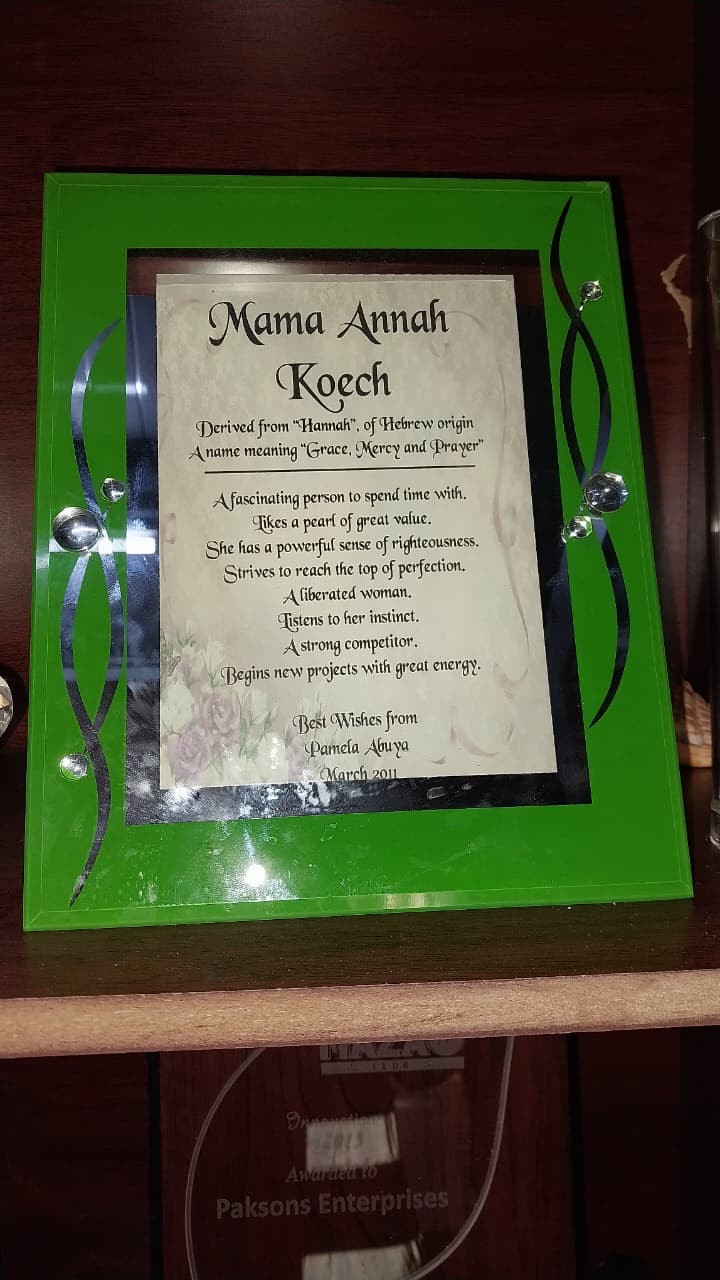 Mama Annah
Koech
Derived from "Hannah", of Hebrew origin
A name meaning "Grace, Mercy and Prayer"
A fascinating person to spend time with.
Likes a pearl of great value.
She has a powerful sense of righteousness.
Strives to reach the top of perfection.
A liberated woman.
Listens to her instinct.
A strong competitor.
Begins new projects with great energy.
Best Wishes from
Pamela Abuya
March 2011
CLUB
Innovation
2013
Awarded to
Paksons Enterprises